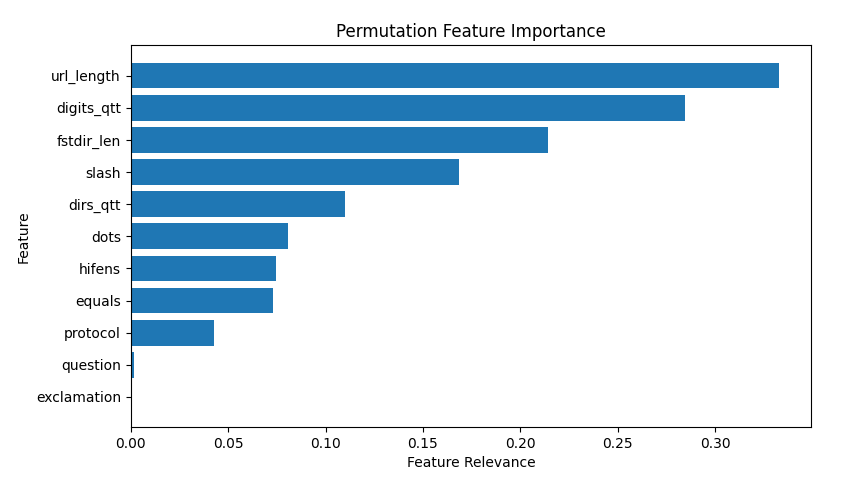 Permutation Feature Importance
url_length
digits_qtt
fstdir_len
slash
dirs_qtt
dots
hifens
equals
protocol
question
exclamation
Feature
0.00 0.05 0.10 0.15 0.20 0.25 0.30
Feature Relevance